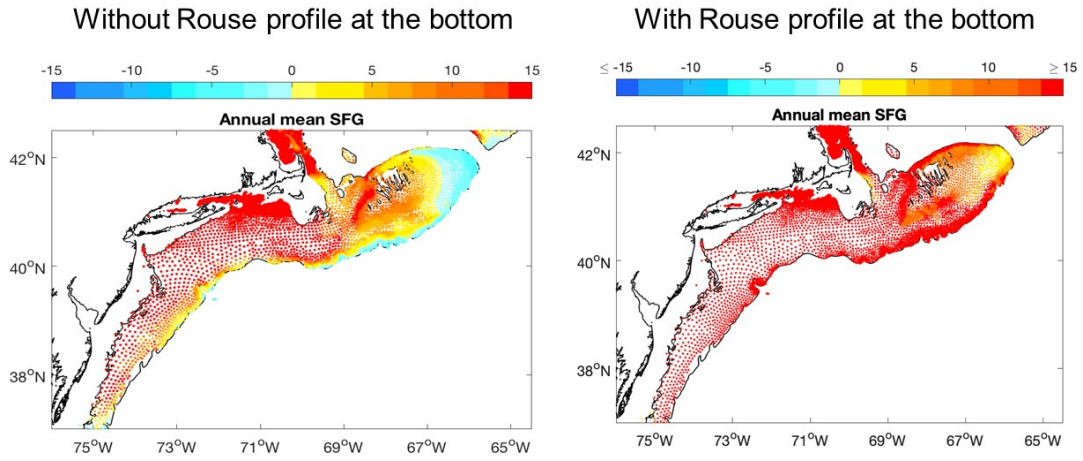 Without Rouse profile at the bottom
-15 -10 -5 0 5 10 15
Annual mean SFG
42°N
40°N
38°N
75°W 73°W 71°W 69°W 67°W 65°W
With Rouse profile at the bottom
≤ -15 -10 -5 0 5 10 ≥ 15
Annual mean SFG
42°N
40°N
38°N
75°W 73°W 71°W 69°W 67°W 65°W